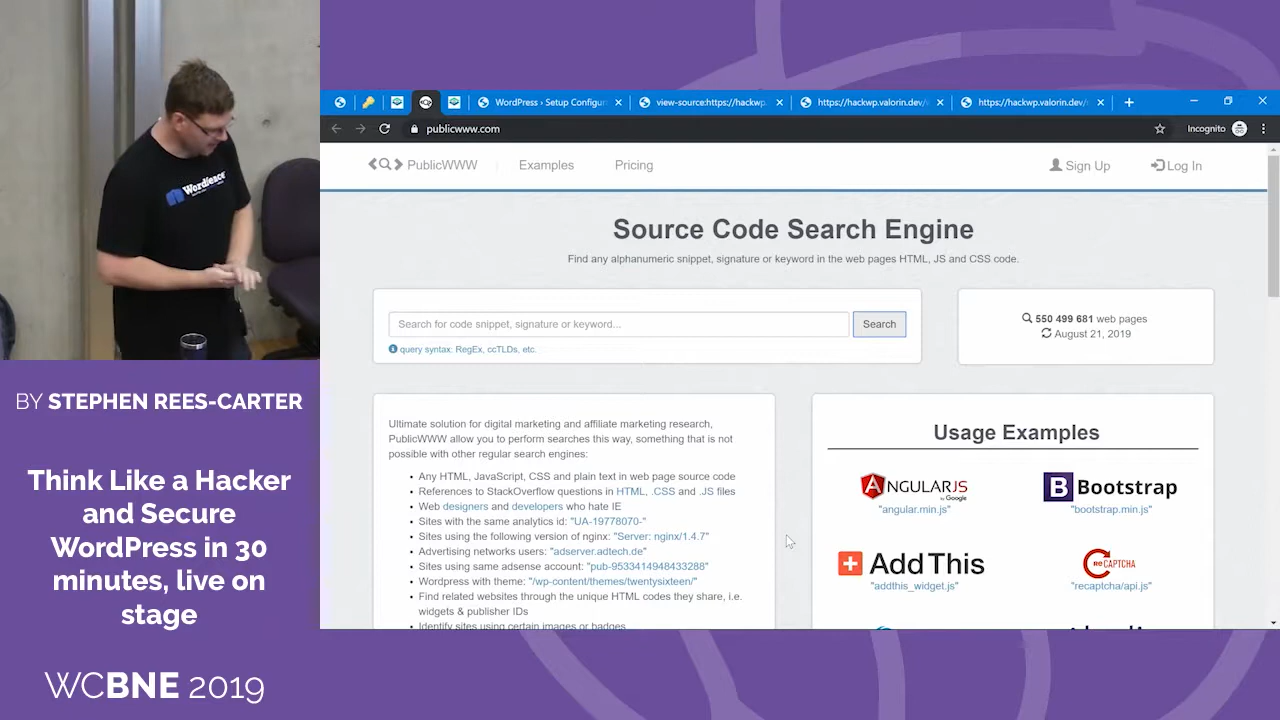 Wordfence
BY STEPHEN REES-CARTER
Think Like a Hacker
and Secure
WordPress in 30
minutes, live on
stage
WCBNE 2019
WordPress › Setup Configur
view-source:https://hackwp.
https://hackwp.valorin.dev/
https://hackwp.valorin.dev/
publicwww.com
Incognito
PublicWWW
Examples
Pricing
Sign Up
Log In
Source Code Search Engine
Find any alphanumeric snippet, signature or keyword in the web pages HTML, JS and CSS code.
Search for code snippet, signature or keyword...
Search
query syntax: RegEx, ccTLDs, etc.
550 499 681 web pages
August 21, 2019
Ultimate solution for digital marketing and affiliate marketing research,
PublicWWW allow you to perform searches this way, something that is not
possible with other regular search engines:
• Any HTML, JavaScript, CSS and plain text in web page source code
• References to StackOverflow questions in HTML, .CSS and .JS files
• Web designers and developers who hate IE
• Sites with the same analytics id: "UA-19778070-"
• Sites using the following version of nginx: "Server: nginx/1.4.7"
• Advertising networks users: "adserver.adtech.de"
• Sites using same adsense account: "pub-9533414948433288"
• Wordpress with theme: "/wp-content/themes/twentysixteen/"
• Find related websites through the unique HTML codes they share, i.e.
widgets & publisher IDs
• Identify sites using certain images or badges
Usage Examples
ANGULARJS
by Google
"angular.min.js"
B Bootstrap
"bootstrap.min.js"
AddThis
"addthis_widget.js"
reCAPTCHA
"recaptcha/api.js"